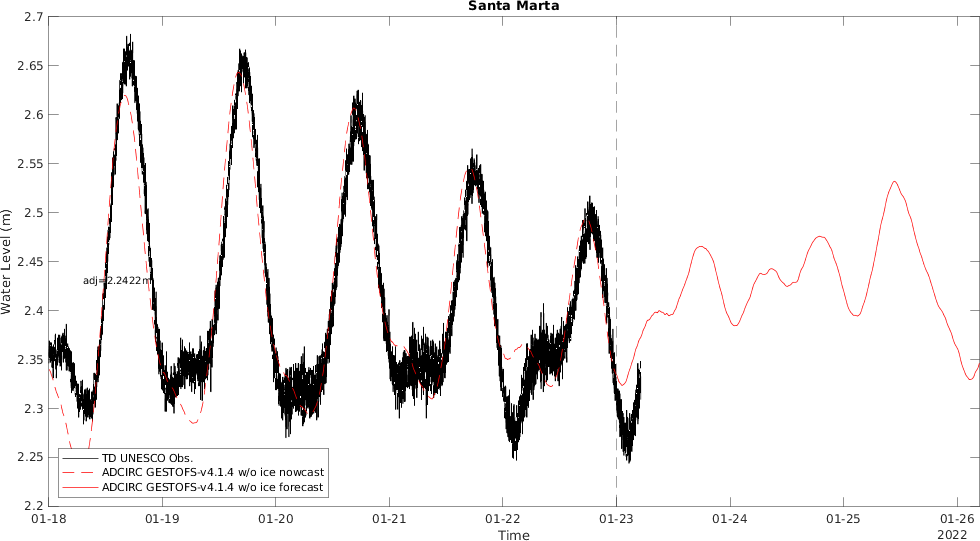 Santa Marta
2.7
2.65
2.6
2.55
2.5
2.45
2.4
2.35
2.3
2.25
2.2
Water Level (m)
adj=2.2422m
TD UNESCO Obs.
ADCIRC GESTOFS-v4.1.4 w/o ice nowcast
ADCIRC GESTOFS-v4.1.4 w/o ice forecast
01-18 01-19 01-20 01-21 01-22 01-23 01-24 01-25 01-26
Time
2022